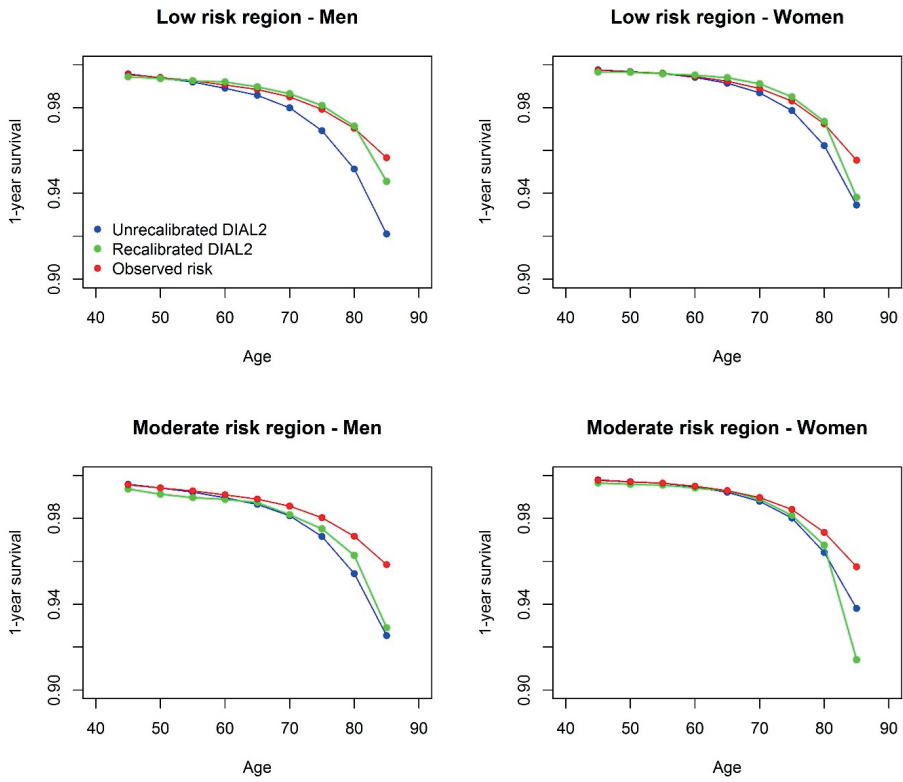 Low risk region - Men
1-year survival
0.98
0.94
0.90
Unrecalibrated DIAL2
Recalibrated DIAL2
Observed risk
40 50 60 70 80 90
Age
Low risk region - Women
1-year survival
0.98
0.94
0.90
40 50 60 70 80 90
Age
Moderate risk region - Men
1-year survival
0.98
0.94
0.90
40 50 60 70 80 90
Age
Moderate risk region - Women
1-year survival
0.98
0.94
0.90
40 50 60 70 80 90
Age